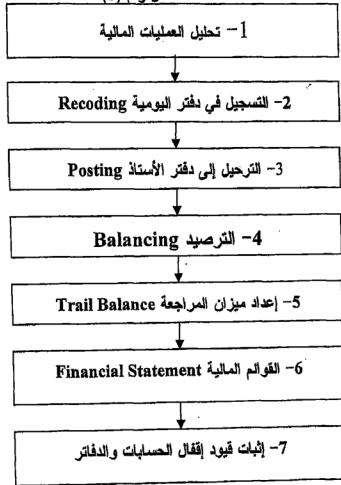 1- تحليل العمليات المالية
2- التسجيل في دفتر اليومية Recoding
3- الترحيل إلى دفتر الأستاذ Posting
4- الترصيد Balancing
5- إعداد ميزان المراجعة Trail Balance
6- القوائم المالية Financial Statement
7- إثبات قيود إقفال الحسابات والدفاتر